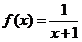 f(x) = 1/(x+1)